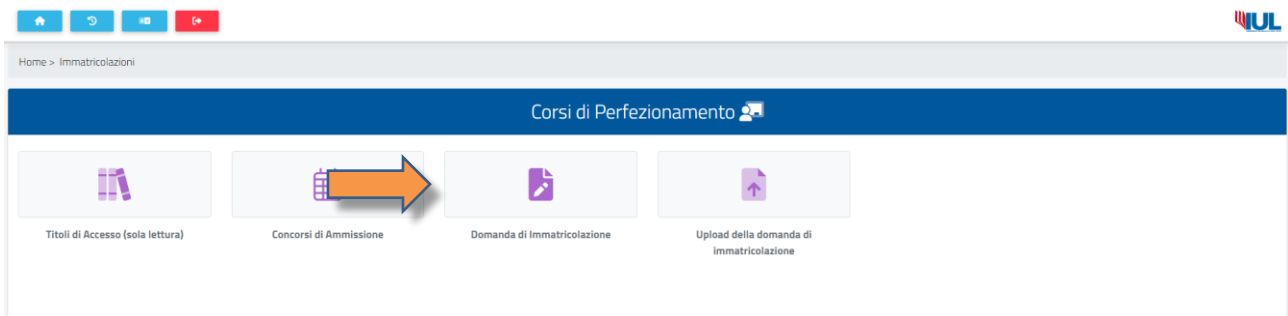 IUL
Home > Immatricolazioni
Corsi di Perfezionamento
Titoli di Accesso (sola lettura)
Concorsi di Ammissione
Domanda di Immatricolazione
Upload della domanda di
immatricolazione